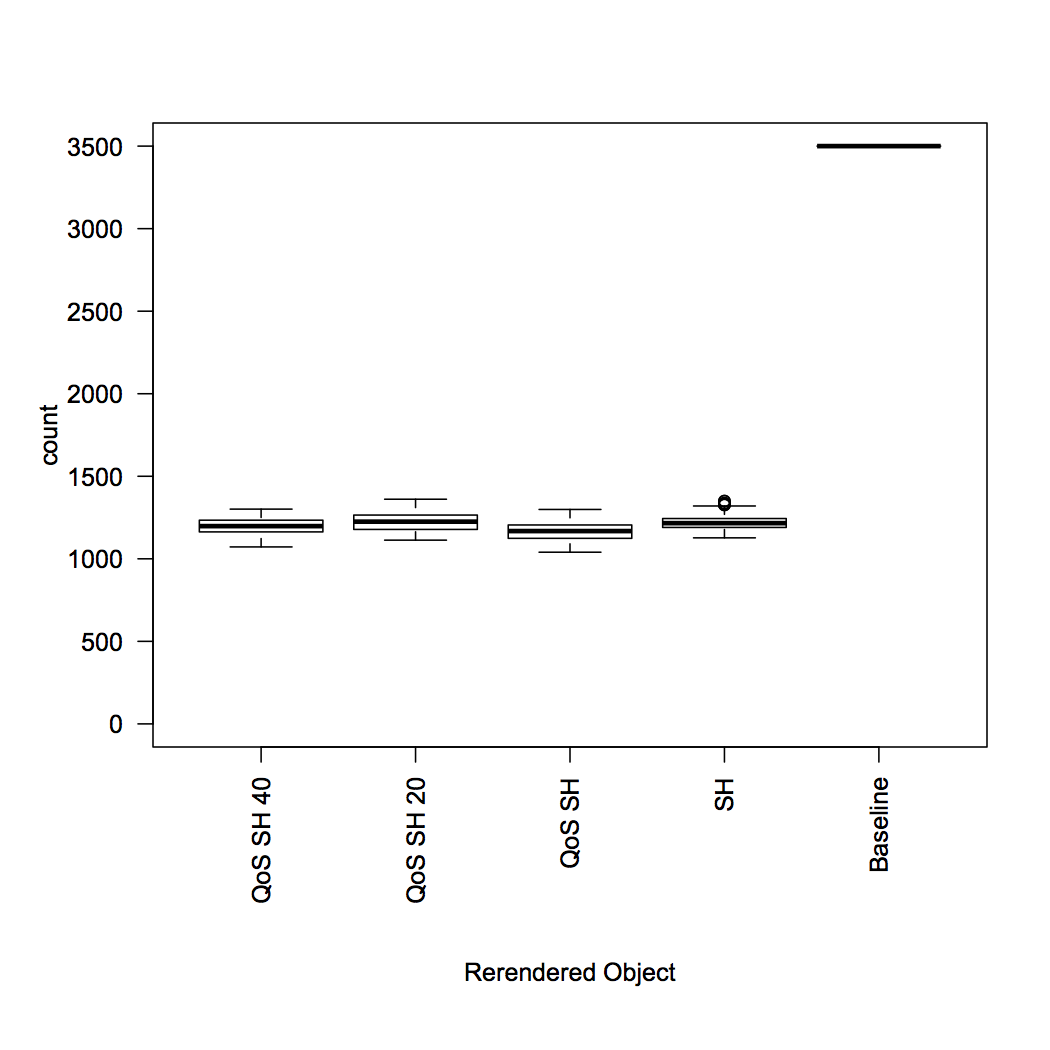 3500
3000
2500
2000
1500
1000
500
0
count
QoS SH 40
QoS SH 20
QoS SH
SH
Baseline
Rerendered Object